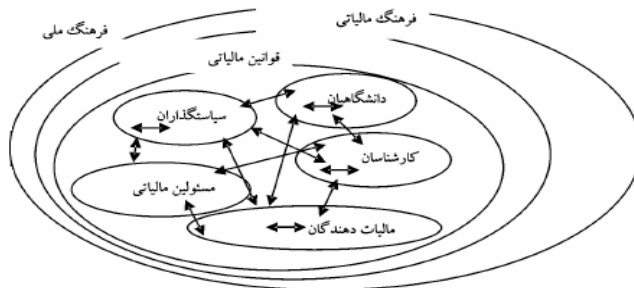 فرهنگ مالیاتی
فرهنگ ملی
قوانین مالیاتی
دانشگاهیان
سیاستگذاران
کارشناسان
مسئولین مالیاتی
مالیات دهندگان